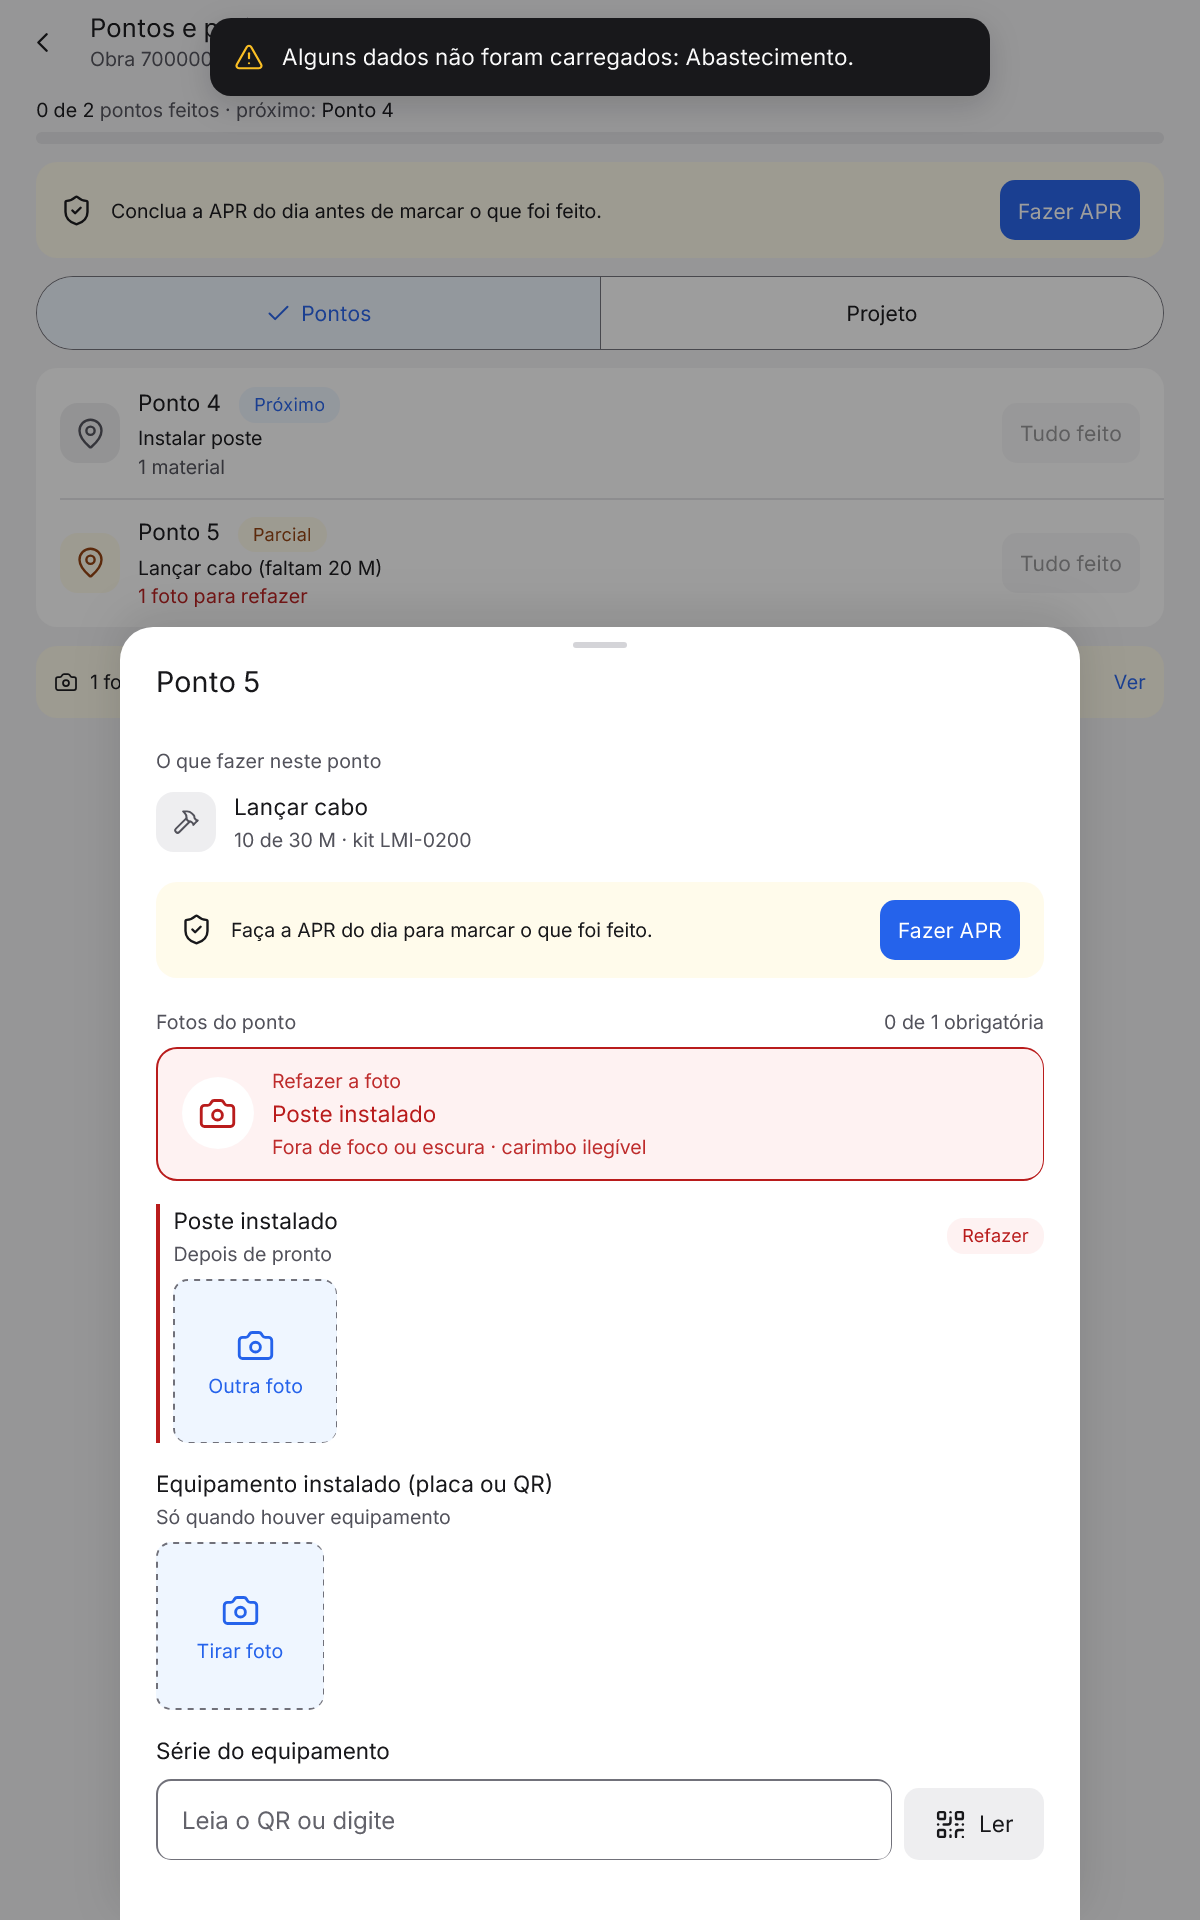 Pontos e
Obra 700000
Alguns dados não foram carregados: Abastecimento.
0 de 2 pontos feitos · próximo: Ponto 4
Conclua a APR do dia antes de marcar o que foi feito.
Fazer APR
Pontos
Projeto
Ponto 4
Próximo
Instalar poste
1 material
Tudo feito
Ponto 5
Parcial
Lançar cabo (faltam 20 M)
1 foto para refazer
Tudo feito
1 fo
Ver
Ponto 5
O que fazer neste ponto
Lançar cabo
10 de 30 M · kit LMI-0200
Faça a APR do dia para marcar o que foi feito.
Fazer APR
Fotos do ponto
0 de 1 obrigatória
Refazer a foto
Poste instalado
Fora de foco ou escura · carimbo ilegível
Poste instalado
Depois de pronto
Refazer
Outra foto
Equipamento instalado (placa ou QR)
Só quando houver equipamento
Tirar foto
Série do equipamento
Leia o QR ou digite
Ler